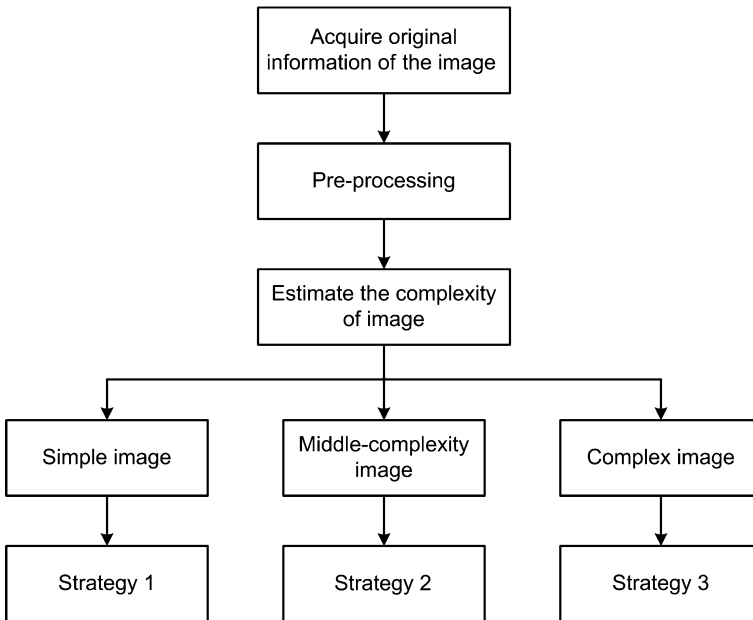 Acquire original
information of the image
Pre-processing
Estimate the complexity
of image
Simple image
Middle-complexity
image
Complex image
Strategy 1
Strategy 2
Strategy 3